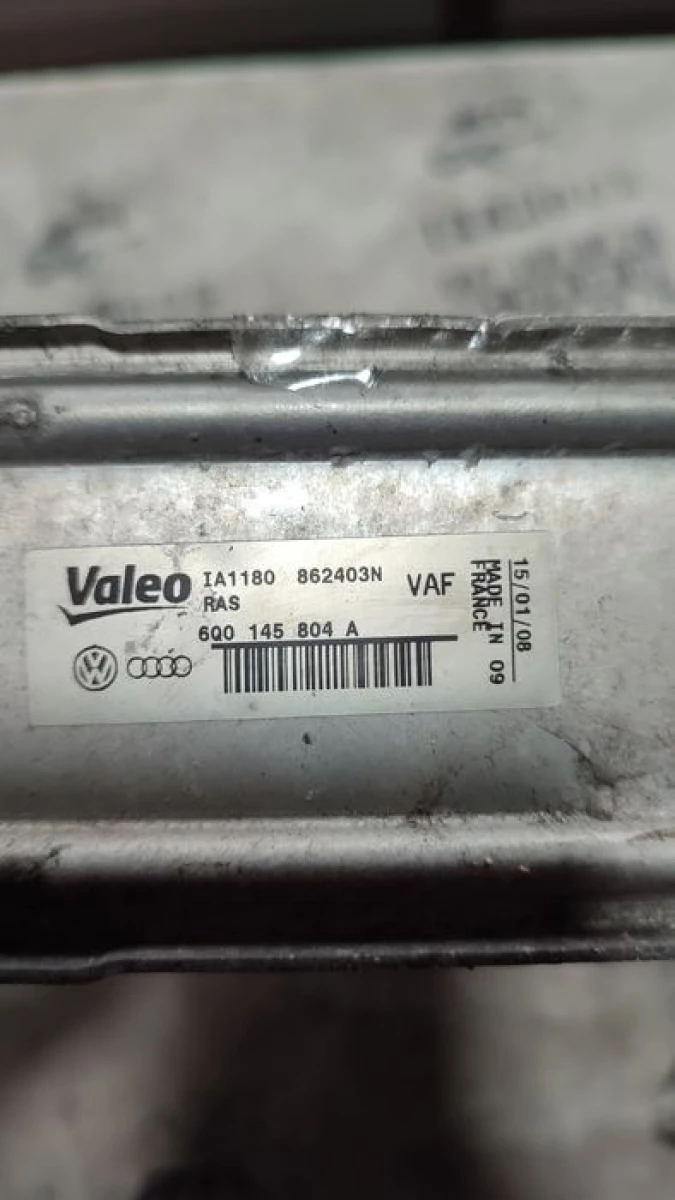 Valeo IA1180 862403N VAF
RAS
6Q0 145 804 A
15/01/08
MADE IN 09
FRANCE